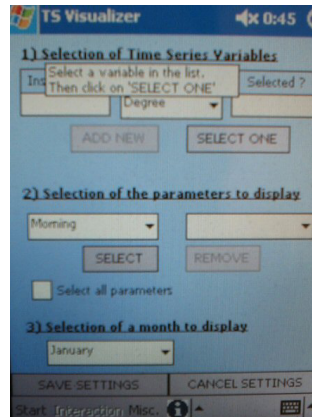 TS Visualizer 0:45
1) Selection of Time Series Variables
Select a variable in the list.
Then click on 'SELECT ONE'
Selected ?
Degree
ADD NEW SELECT ONE
2) Selection of the parameters to display
Morning
SELECT REMOVE
Select all parameters
3) Selection of a month to display
January
SAVE SETTINGS CANCEL SETTINGS
Start Interaction Misc.